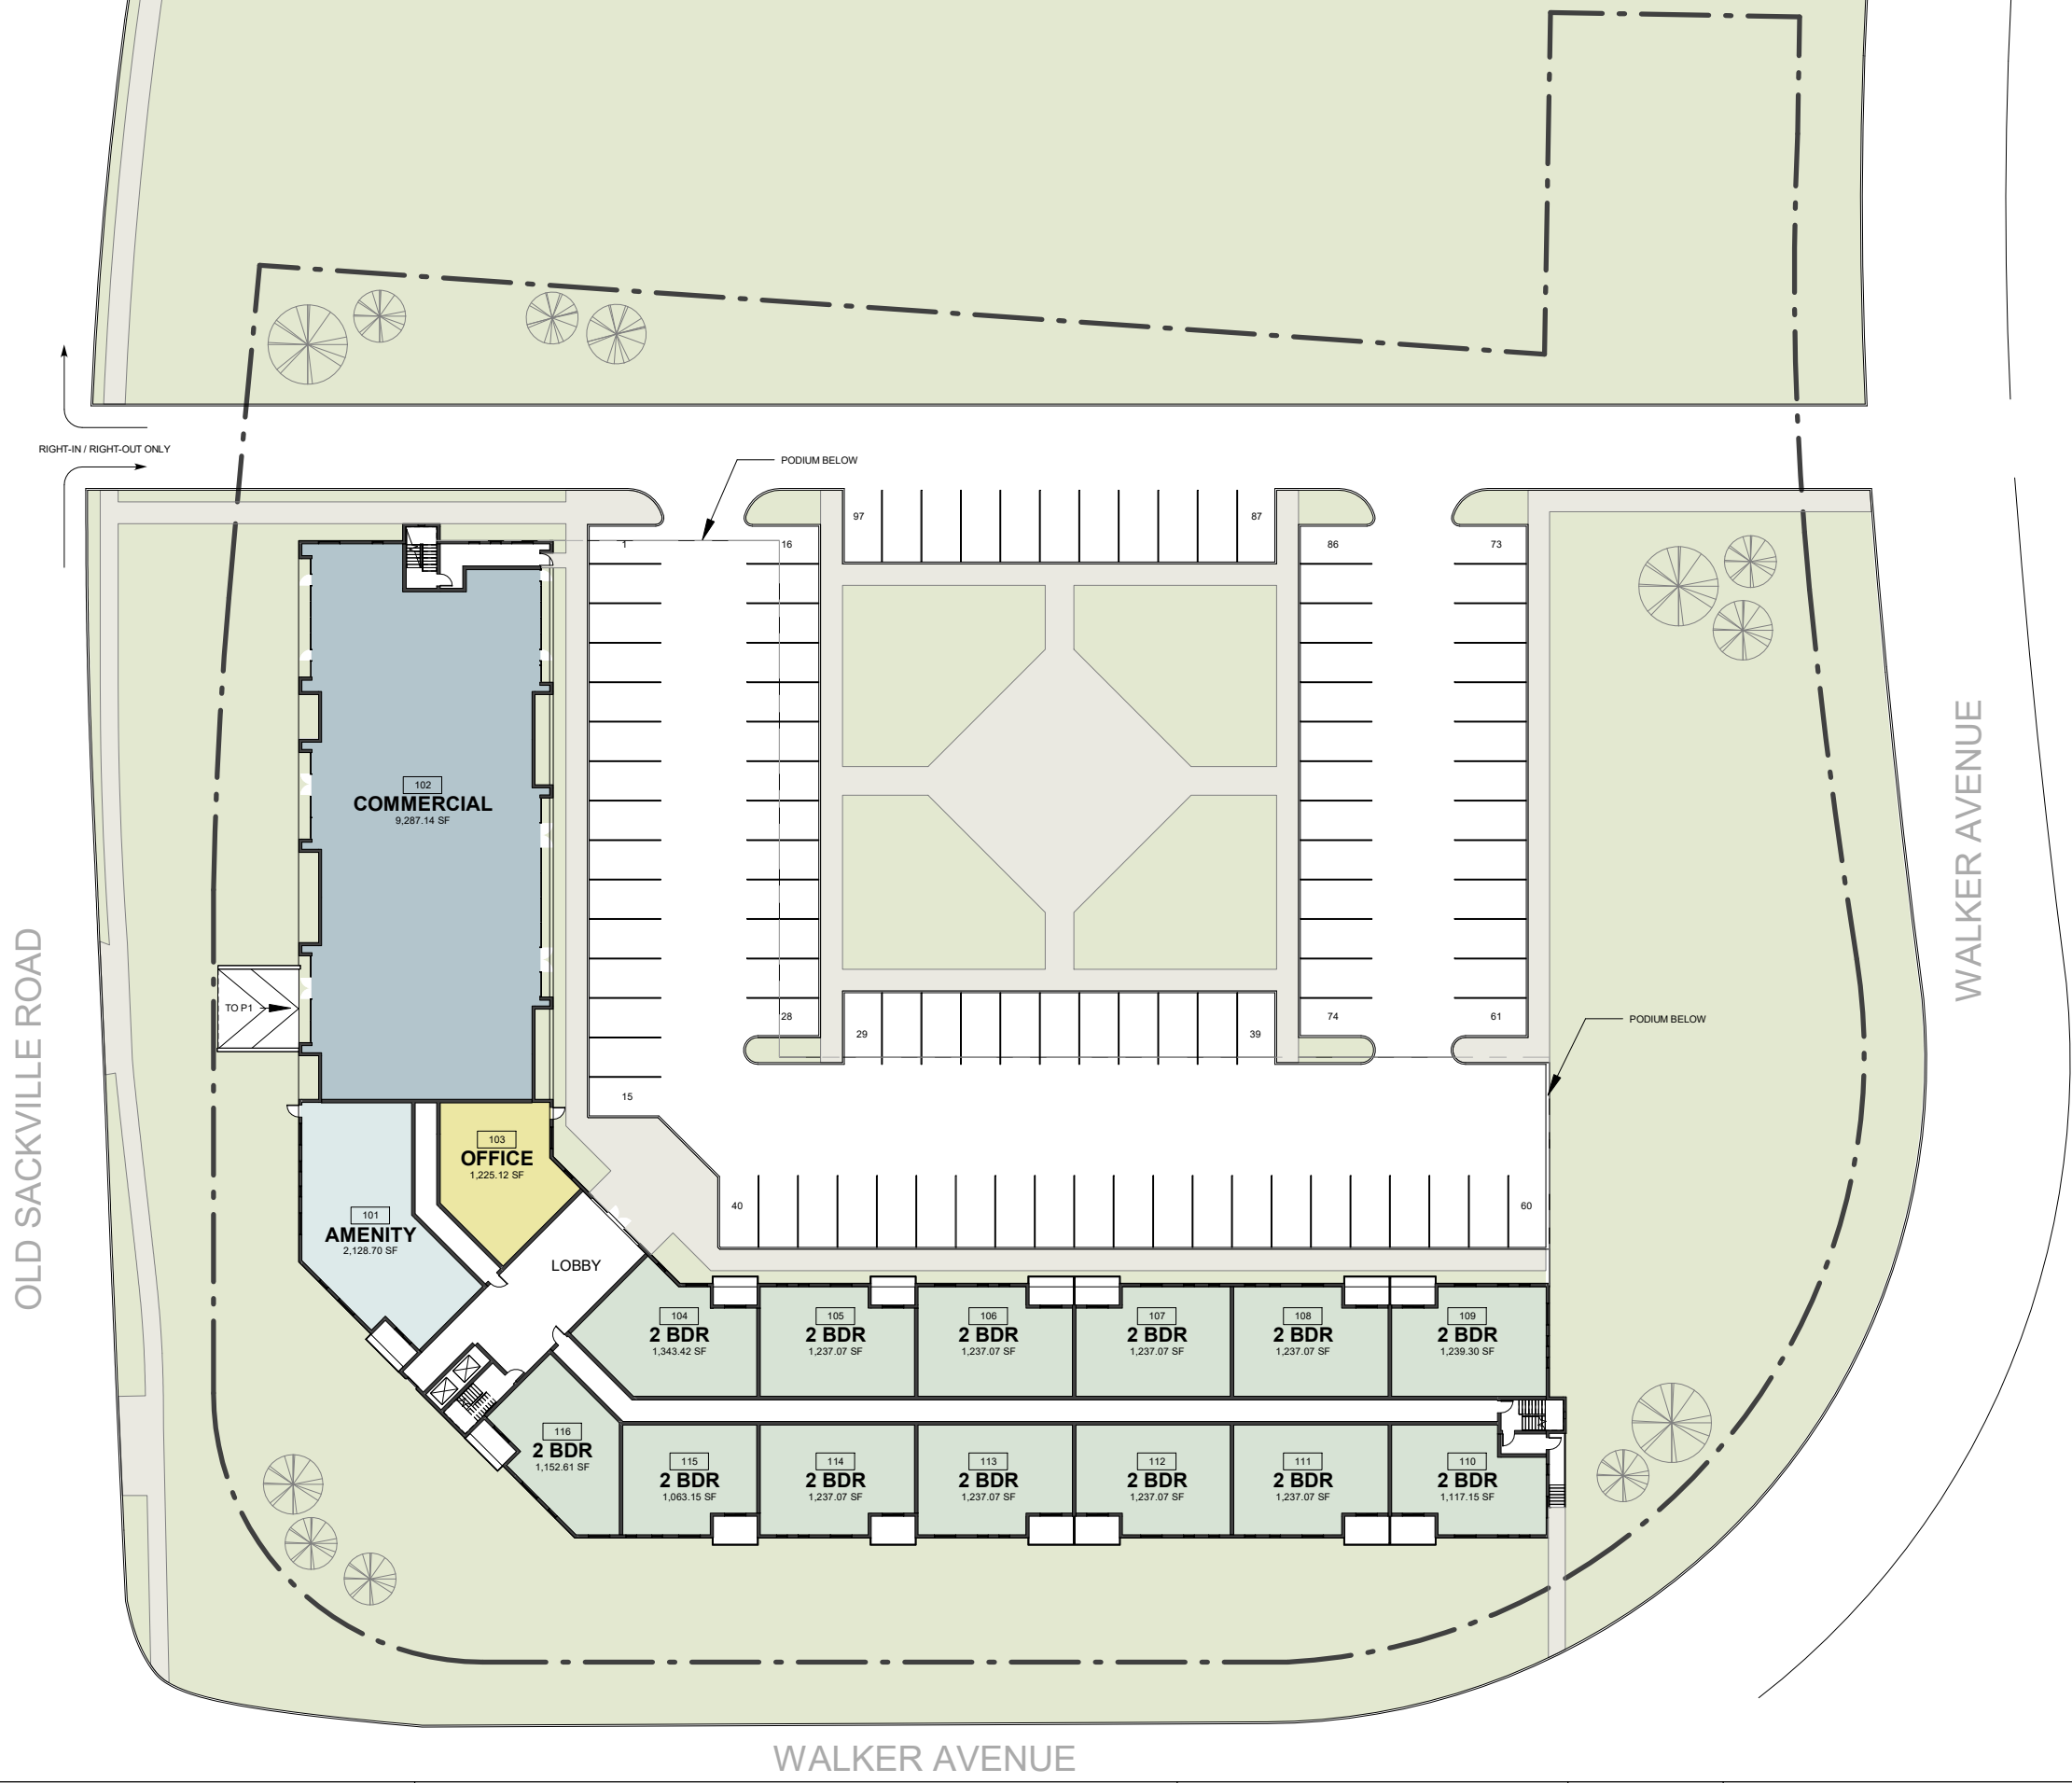 RIGHT-IN / RIGHT-OUT ONLY
PODIUM BELOW
97
87
1
16
86
73
102
COMMERCIAL
9,287.14 SF
WALKER AVENUE
OLD SACKVILLE ROAD
TO P1
28
29
39
74
61
PODIUM BELOW
15
103
OFFICE
1,225.12 SF
101
AMENITY
2,128.70 SF
40
60
LOBBY
104
2 BDR
1,343.42 SF
105
2 BDR
1,237.07 SF
106
2 BDR
1,237.07 SF
107
2 BDR
1,237.07 SF
108
2 BDR
1,237.07 SF
109
2 BDR
1,239.30 SF
116
2 BDR
1,152.61 SF
115
2 BDR
1,063.15 SF
114
2 BDR
1,237.07 SF
113
2 BDR
1,237.07 SF
112
2 BDR
1,237.07 SF
111
2 BDR
1,237.07 SF
110
2 BDR
1,117.15 SF
WALKER AVENUE